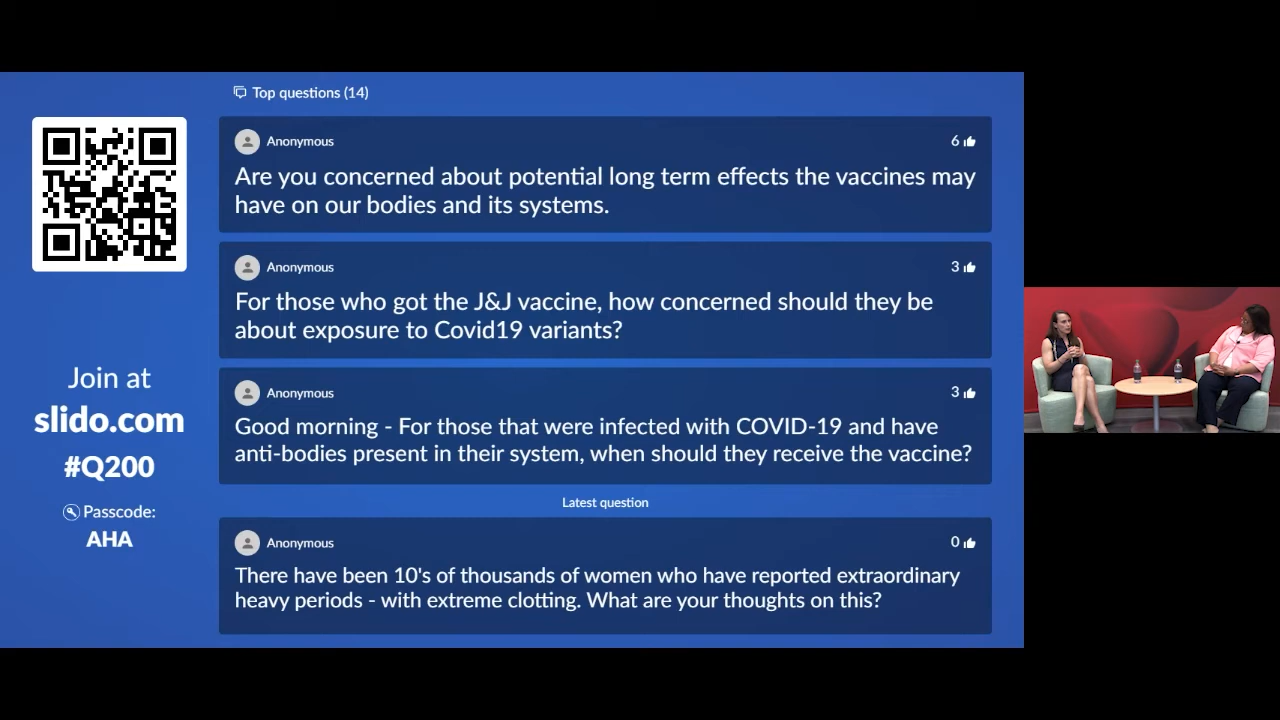 Top questions (14)
Anonymous
6
Are you concerned about potential long term effects the vaccines may
have on our bodies and its systems.
Anonymous
3
For those who got the J&J vaccine, how concerned should they be
about exposure to Covid19 variants?
Anonymous
3
Good morning - For those that were infected with COVID-19 and have
anti-bodies present in their system, when should they receive the vaccine?
Latest question
Anonymous
0
There have been 10's of thousands of women who have reported extraordinary
heavy periods - with extreme clotting. What are your thoughts on this?
Join at
slido.com
#Q200
Passcode:
AHA